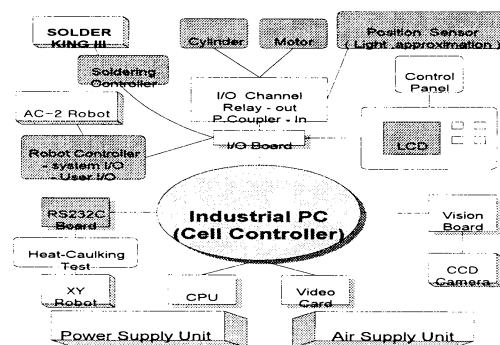 SOLDER
KING III
Cylinder
Motor
Position Sensor
( Light approximation )
Soldering
Controller
I/O Channel
Relay - out
P.Coupler - In
Control
Panel
AC-2 Robot
I/O Board
LCD
Robot Controller
- system I/O
- User I/O
RS232C
Board
Industrial PC
(Cell Controller)
Vision
Board
Heat-Caulking
Test
XY
Robot
CPU
Video
Card
CCD
Camera
Power Supply Unit
Air Supply Unit